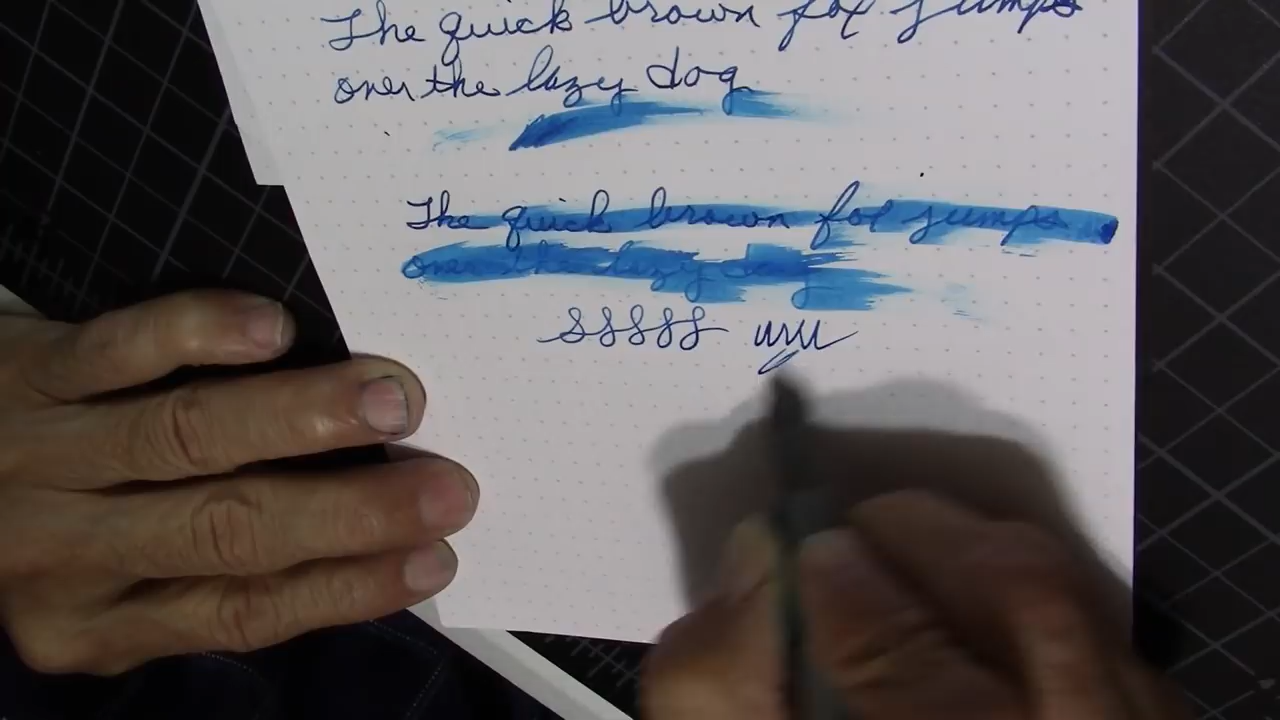 The quick brown fox jumps
over the lazy dog
The quick brown fox jumps
over the lazy dog
SSSSS